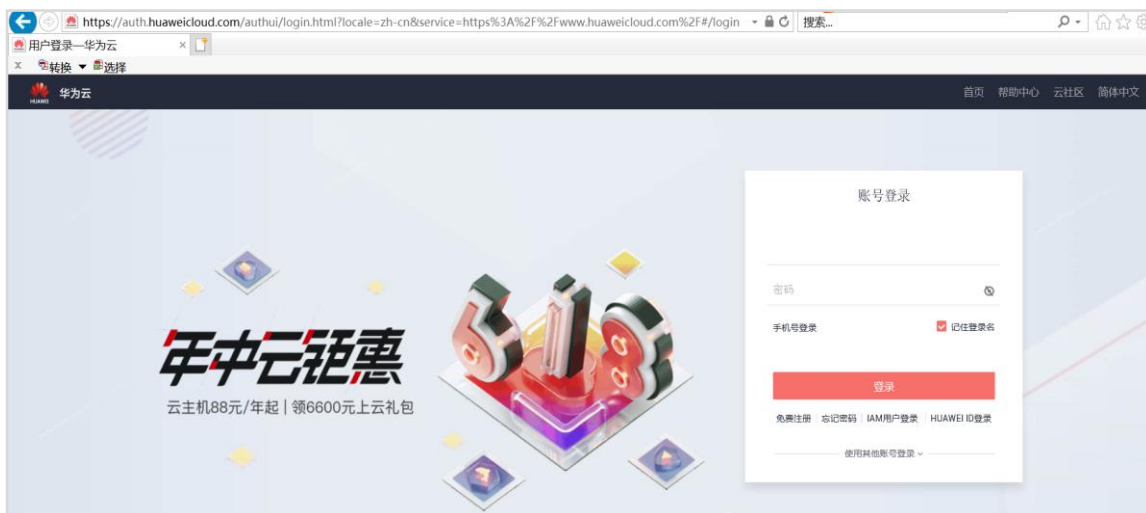 https://auth.huaweicloud.com/authui/login.html?locale=zh-cn&service=https%3A%2F%2Fwww.huaweicloud.com%2F#/login
搜索...
用户登录—华为云
x 转换 选择
HUAWEI 华为云
首页 帮助中心 云社区 简体中文
账号登录
密码
手机号登录 记住登录名
登录
免费注册 忘记密码 IAM用户登录 HUAWEI ID登录
使用其他账号登录
618
年中云钜惠
云主机88元/年起 | 领6600元上云礼包